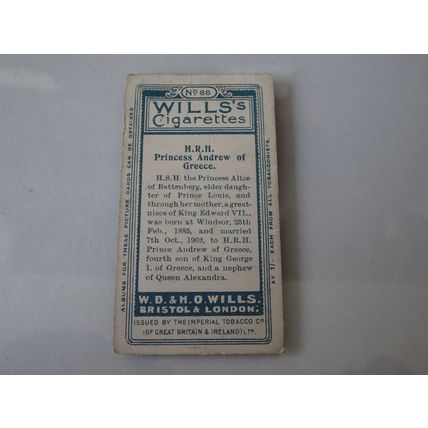 No 88
WILLS's
Cigarettes
H.R.H.
Princess Andrew of
Greece.
H.S.H. the Princess Alice
of Battenberg, elder daugh-
ter of Prince Louis, and
through her mother, a great-
niece of King Edward VII.,
was born at Windsor, 25th
Feb., 1885, and married
7th Oct., 1903, to H.R.H.
Prince Andrew of Greece,
fourth son of King George
I. of Greece, and a nephew
of Queen Alexandra.
W.D. & H.O. WILLS.
BRISTOL & LONDON.
ISSUED BY THE IMPERIAL TOBACCO Co
(OF GREAT BRITAIN & IRELAND) LTD.
ALBUMS FOR THESE PICTURE CARDS CAN BE OBTAINED
AT 1/- EACH FROM ALL TOBACCONISTS.